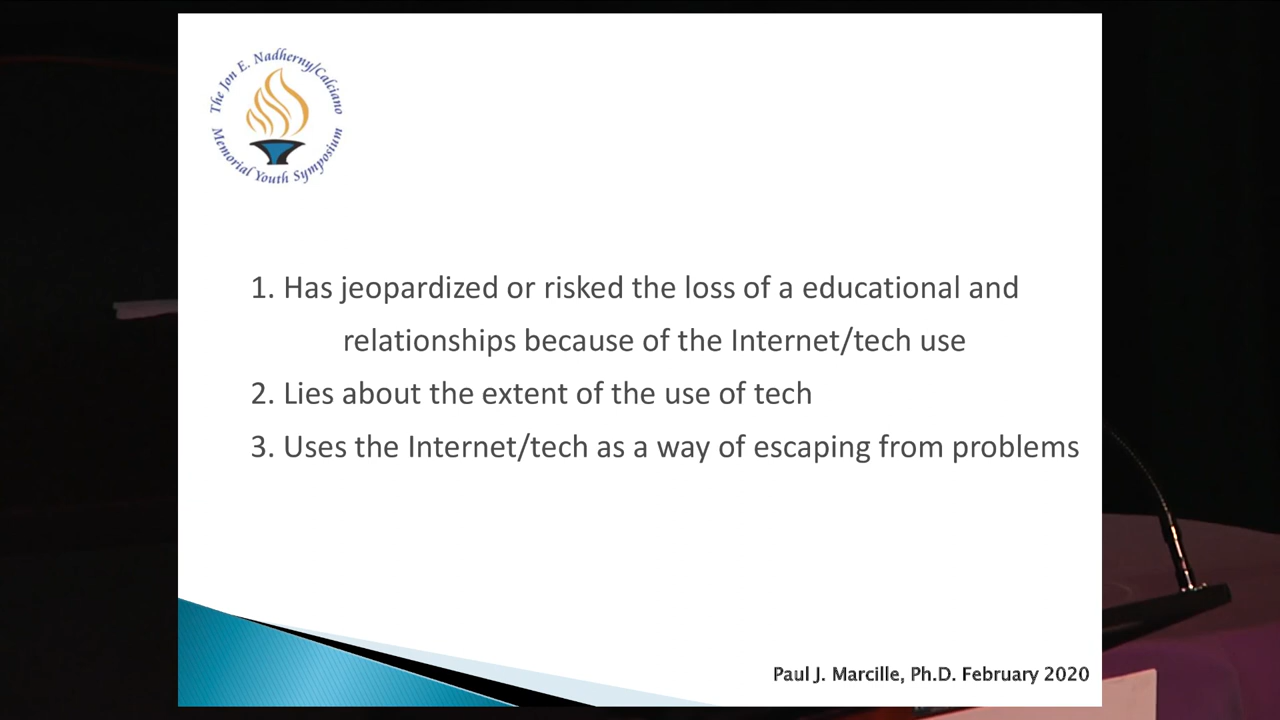 The Jon E. Nadherny/Calciano
Memorial Youth Symposium
1. Has jeopardized or risked the loss of a educational and
relationships because of the Internet/tech use
2. Lies about the extent of the use of tech
3. Uses the Internet/tech as a way of escaping from problems
Paul J. Marcille, Ph.D. February 2020